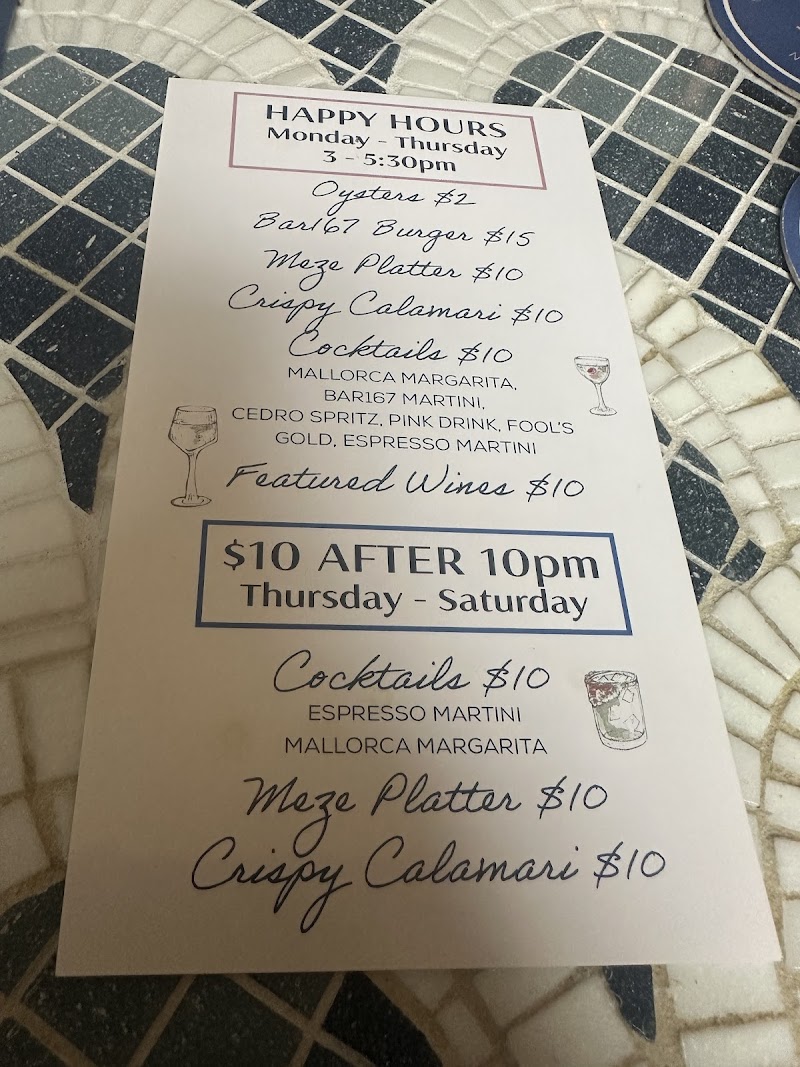 HAPPY HOURS
Monday - Thursday
3 - 5:30pm
Oysters $2
Bar167 Burger $15
Meze Platter $10
Crispy Calamari $10
Cocktails $10
MALLORCA MARGARITA,
BAR167 MARTINI,
CEDRO SPRITZ, PINK DRINK, FOOL'S
GOLD, ESPRESSO MARTINI
Featured Wines $10
$10 AFTER 10pm
Thursday - Saturday
Cocktails $10
ESPRESSO MARTINI
MALLORCA MARGARITA
Meze Platter $10
Crispy Calamari $10